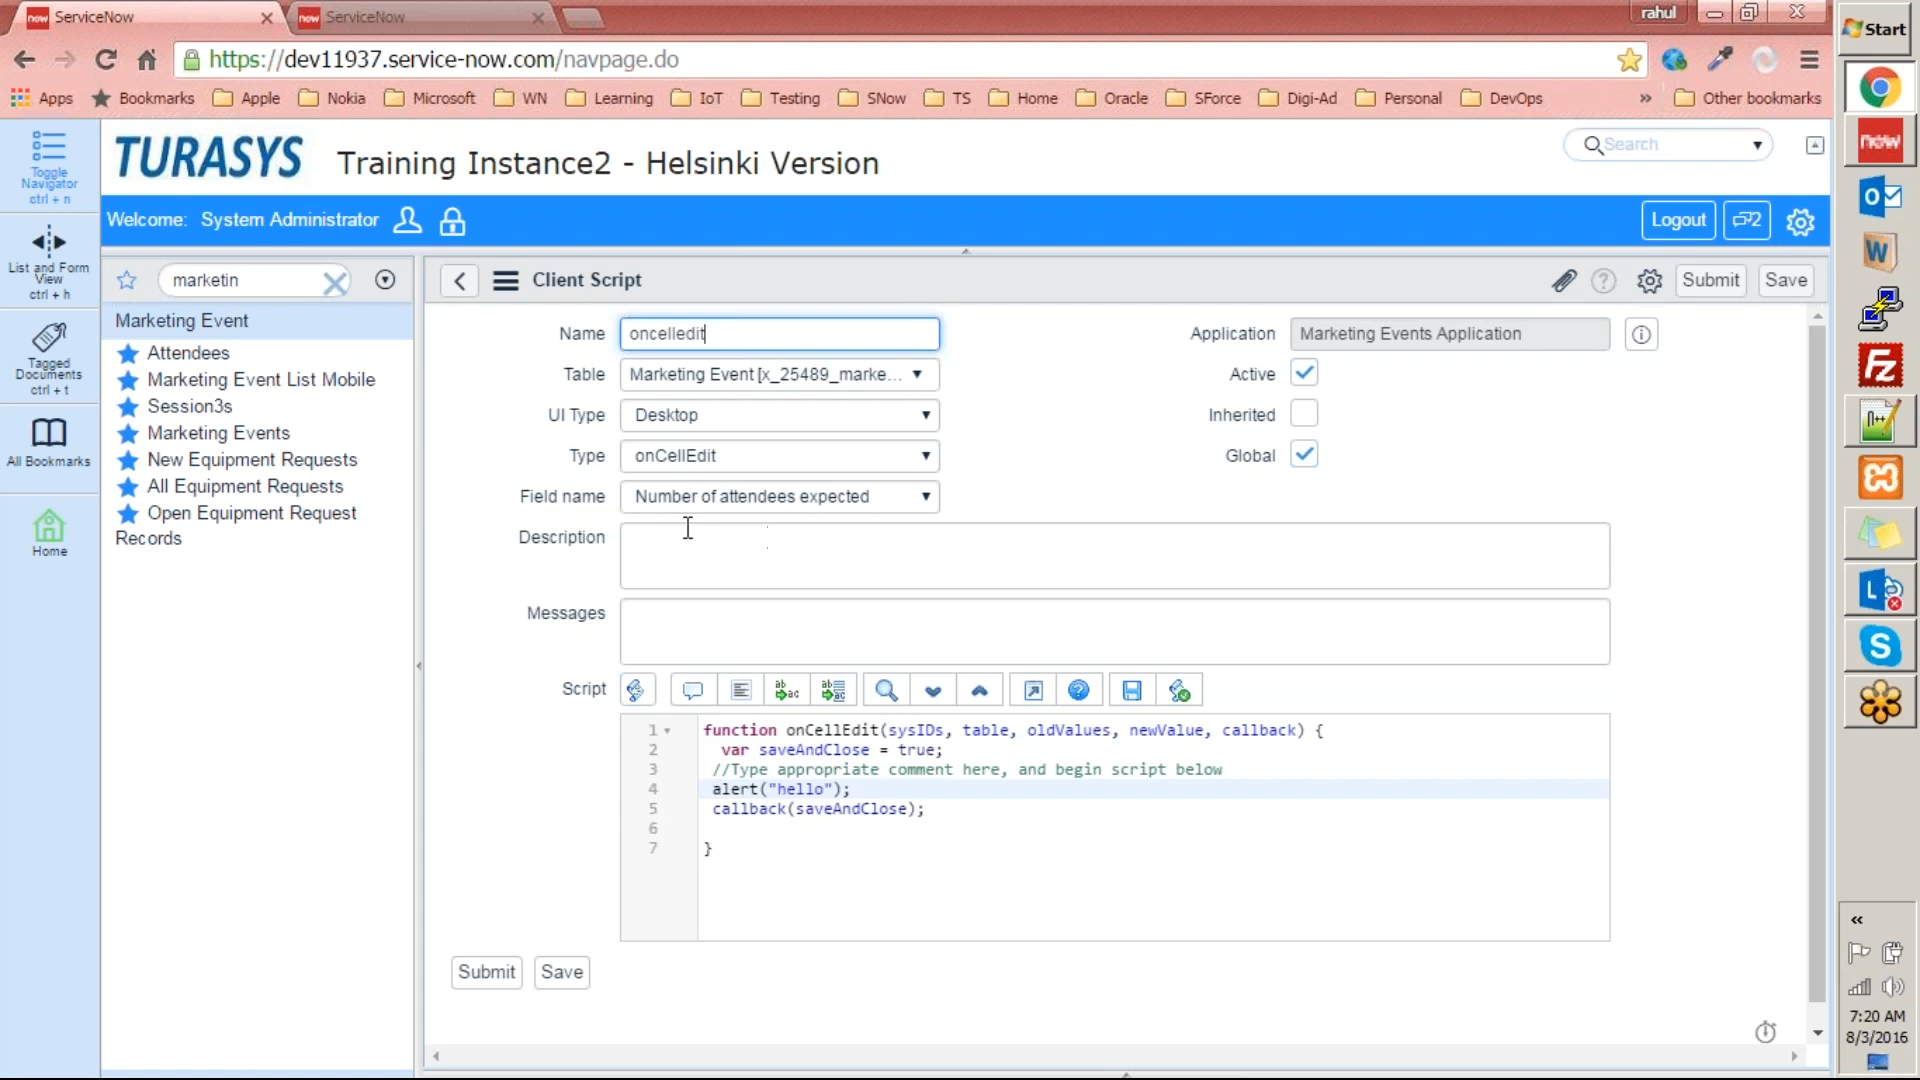 ServiceNow
ServiceNow
rahul
Start
https://dev11937.service-now.com/navpage.do
Apps
Bookmarks
Apple
Nokia
Microsoft
WN
Learning
IoT
Testing
SNow
TS
Home
Oracle
SForce
Digi-Ad
Personal
DevOps
»
Other bookmarks
Toggle
Navigator
ctrl + n
TURASYS
Training Instance2 - Helsinki Version
Search
Welcome: System Administrator
Logout
2
List and Form
View
ctrl + h
marketin
Client Script
Submit
Save
Marketing Event
Attendees
Marketing Event List Mobile
Session3s
Marketing Events
New Equipment Requests
All Equipment Requests
Open Equipment Request
Records
Tagged
Documents
ctrl + t
All Bookmarks
Home
Name
oncelledit
Application
Marketing Events Application
Table
Marketing Event [x_25489_marke...
Active
UI Type
Desktop
Inherited
Type
onCellEdit
Global
Field name
Number of attendees expected
Description
Messages
Script
1 function onCellEdit(sysIDs, table, oldValues, newValue, callback) {
2 var saveAndClose = true;
3 //Type appropriate comment here, and begin script below
4 alert("hello");
5 callback(saveAndClose);
6
7 }
Submit
Save
7:20 AM
8/3/2016